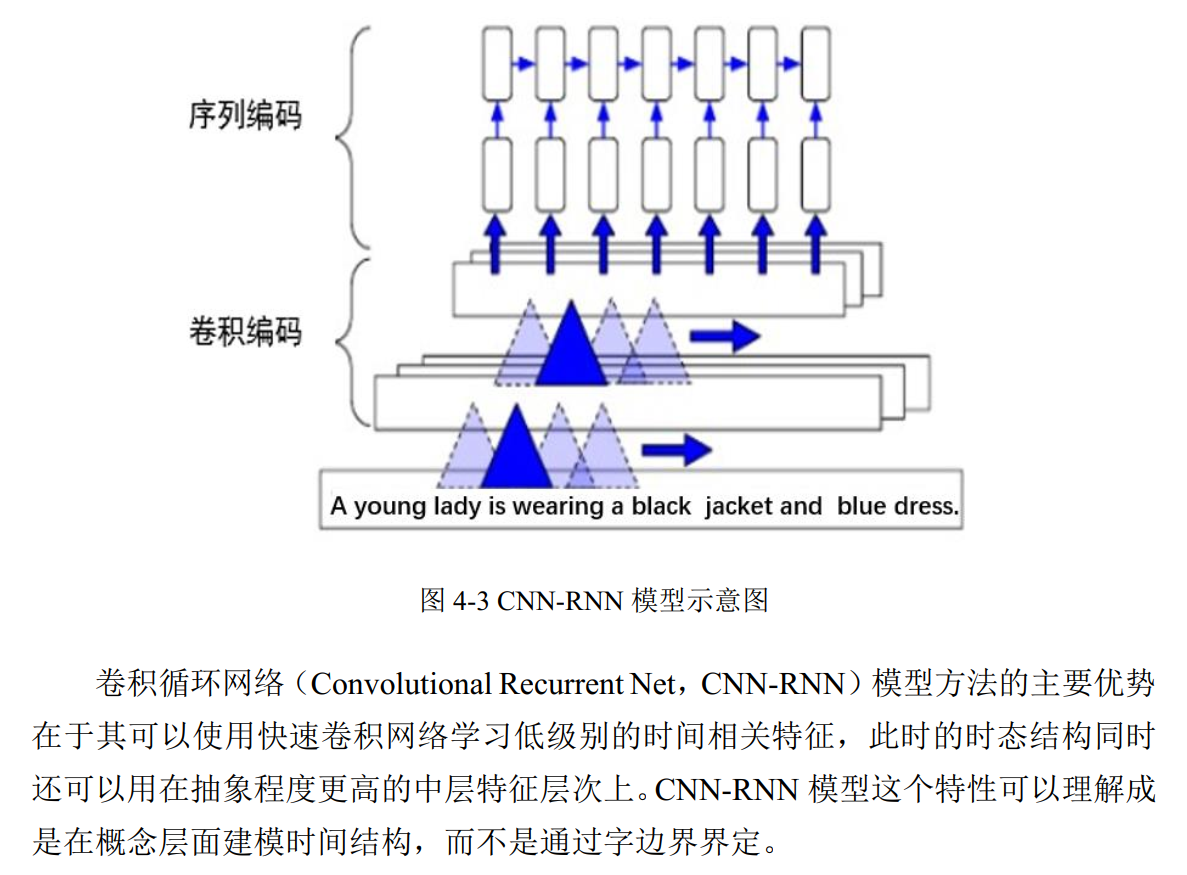 序列编码
卷积编码
A young lady is wearing a black jacket and blue dress.
图 4-3 CNN-RNN 模型示意图
卷积循环网络（Convolutional Recurrent Net，CNN-RNN）模型方法的主要优势
在于其可以使用快速卷积网络学习低级别的时间相关特征，此时的时态结构同时
还可以用在抽象程度更高的中层特征层次上。CNN-RNN 模型这个特性可以理解成
是在概念层面建模时间结构，而不是通过字边界界定。